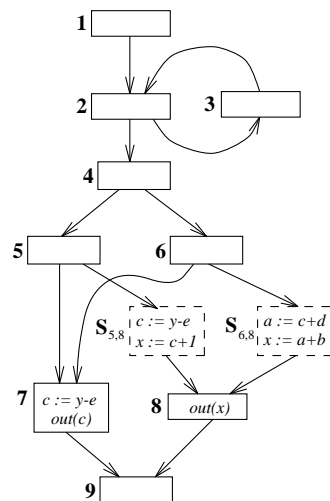 1
2
3
4
5
6
S5,8
c := y-e
x := c+1
S6,8
a := c+d
x := a+b
7
c := y-e
out(c)
8
out(x)
9